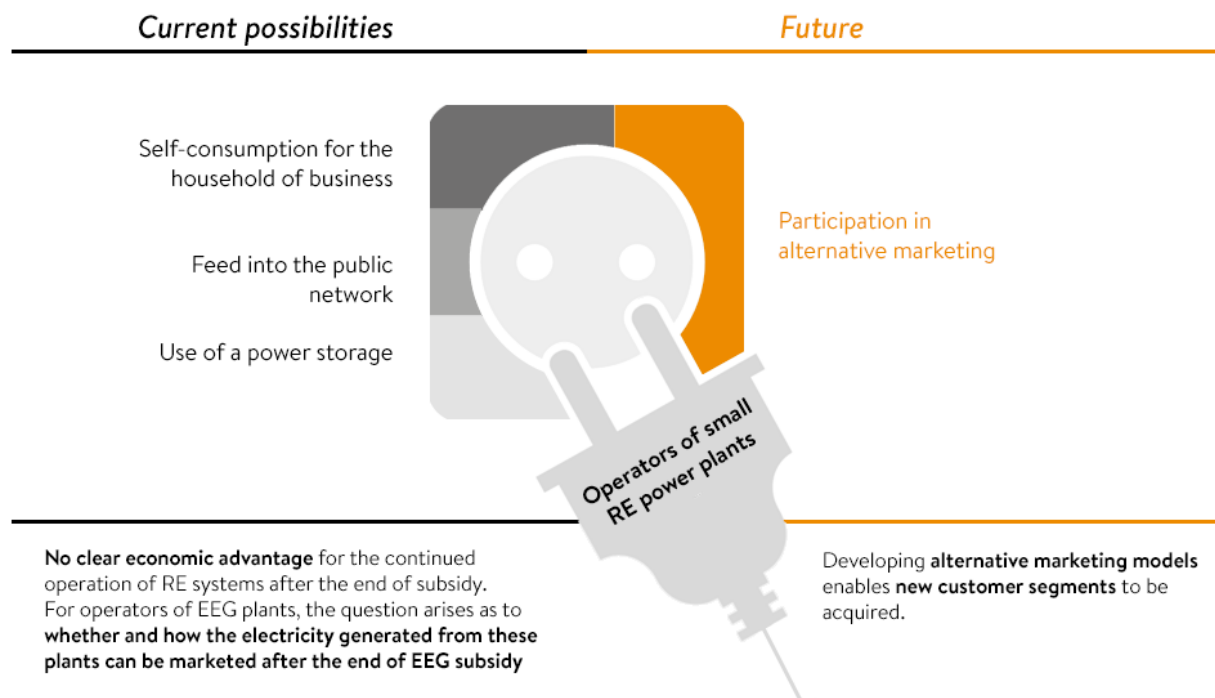 Current possibilities
Future
Self-consumption for the
household of business
Feed into the public
network
Use of a power storage
Participation in
alternative marketing
Operators of small
RE power plants
No clear economic advantage for the continued
operation of RE systems after the end of subsidy.
For operators of EEG plants, the question arises as to
whether and how the electricity generated from these
plants can be marketed after the end of EEG subsidy
Developing alternative marketing models
enables new customer segments to be
acquired.